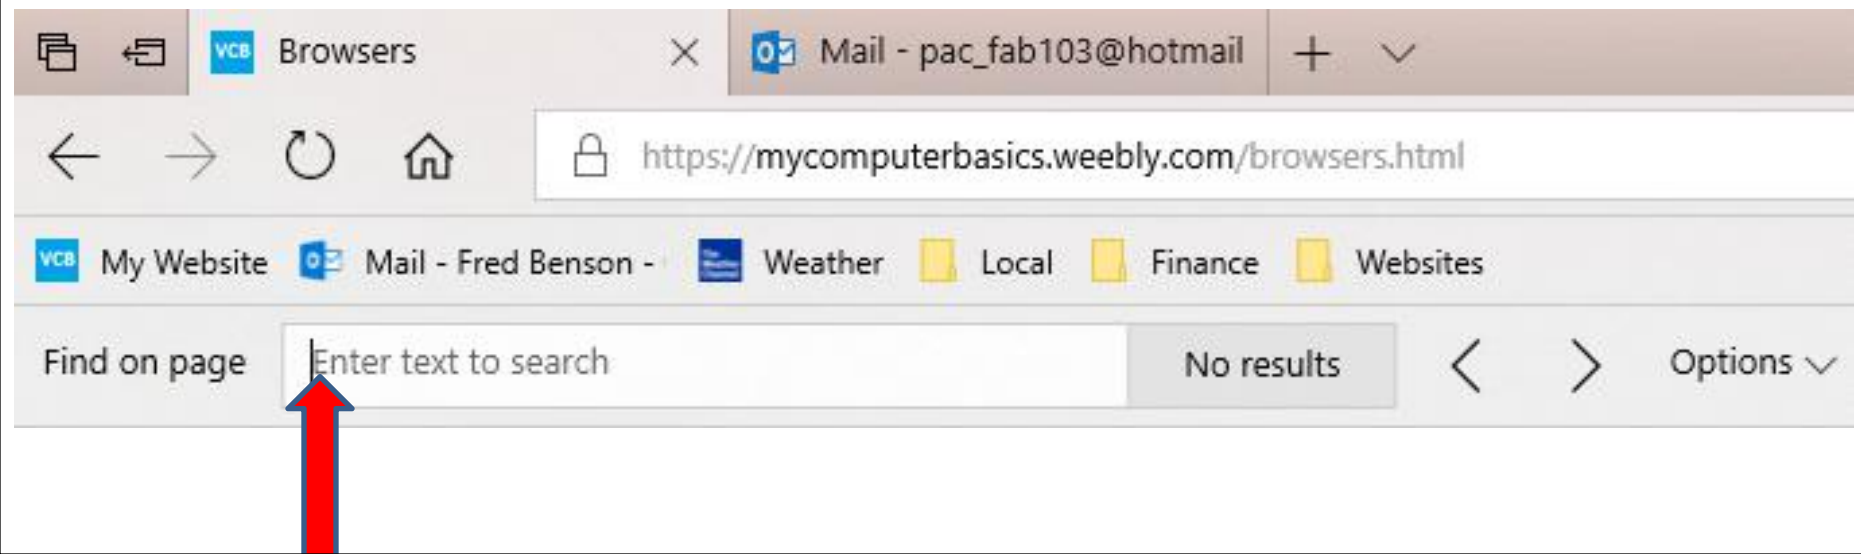 VCB Browsers Mail - pac_fab103@hotmail
https://mycomputerbasics.weebly.com/browsers.html
VCB My Website Mail - Fred Benson - Weather Local Finance Websites
Find on page Enter text to search No results Options